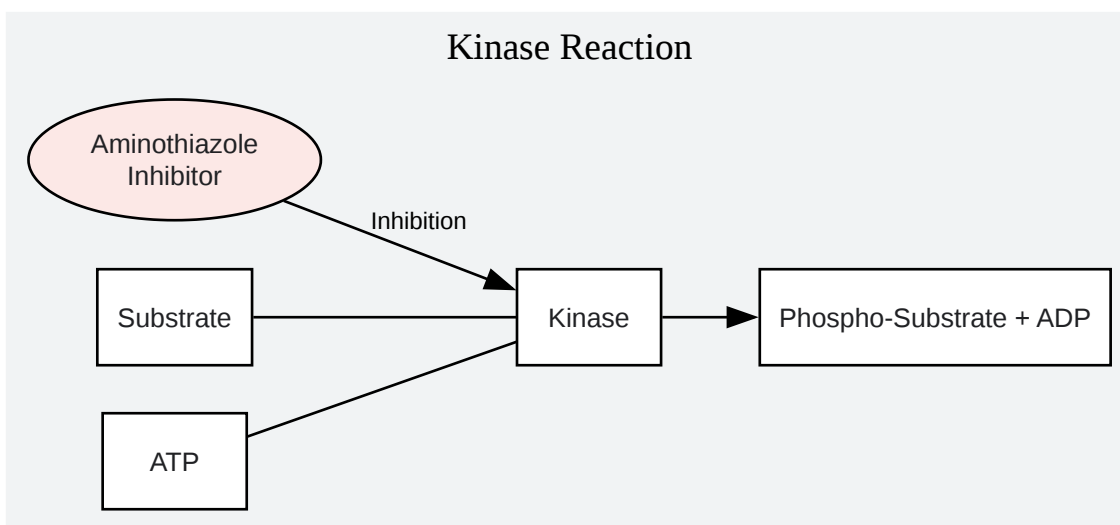 Kinase Reaction
Aminothiazole
Inhibitor
Inhibition
Substrate
Kinase
Phospho-Substrate + ADP
ATP